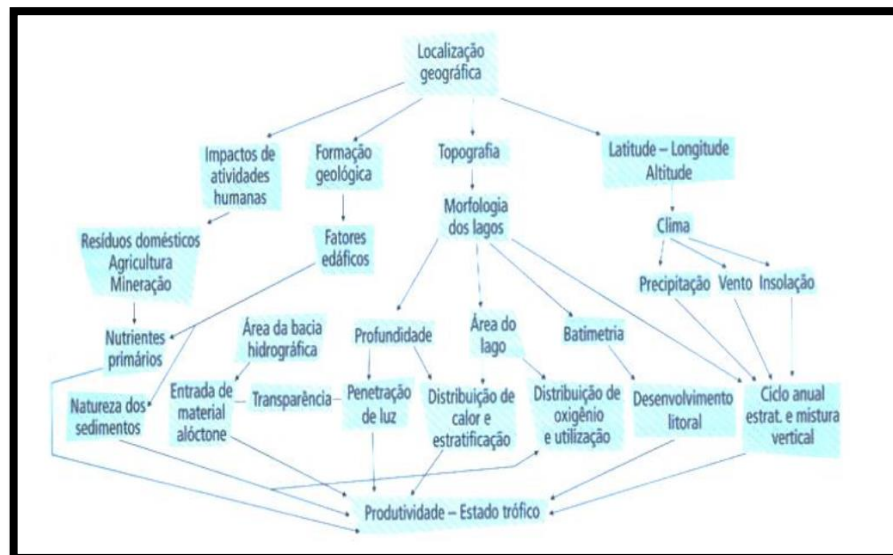 Localização
geográfica
Impactos de
atividades
humanas
Formação
geológica
Topografia
Latitude – Longitude
Altitude
Morfologia
dos lagos
Clima
Resíduos domésticos
Agricultura
Mineração
Fatores
edáficos
Precipitação
Vento
Insolação
Nutrientes
primários
Área da bacia
hidrográfica
Profundidade
Área do
lago
Batimetria
Natureza dos
sedimentos
Entrada de
material
alóctone
Transparência
Penetração
de luz
Distribuição de
calor e
estratificação
Distribuição de
oxigênio
e utilização
Desenvolvimento
litoral
Ciclo anual
estrat. e mistura
vertical
Produtividade – Estado trófico